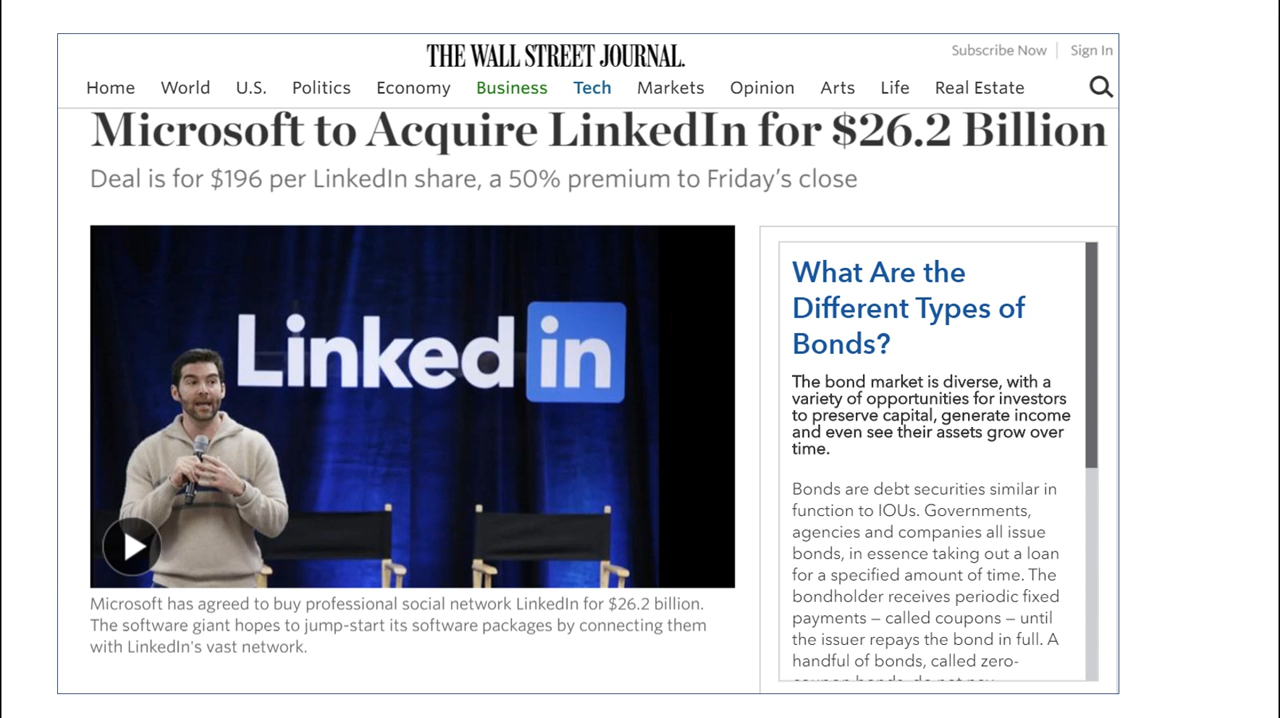 THE WALL STREET JOURNAL.
Subscribe Now
Sign In
Home World U.S. Politics Economy Business Tech Markets Opinion Arts Life Real Estate
Microsoft to Acquire LinkedIn for $26.2 Billion
Deal is for $196 per LinkedIn share, a 50% premium to Friday’s close
Linked in
Microsoft has agreed to buy professional social network LinkedIn for $26.2 billion.
The software giant hopes to jump-start its software packages by connecting them
with LinkedIn's vast network.
What Are the
Different Types of
Bonds?
The bond market is diverse, with a
variety of opportunities for investors
to preserve capital, generate income
and even see their assets grow over
time.
Bonds are debt securities similar in
function to IOUs. Governments,
agencies and companies all issue
bonds, in essence taking out a loan
for a specified amount of time. The
bondholder receives periodic fixed
payments – called coupons – until
the issuer repays the bond in full. A
handful of bonds, called zero-